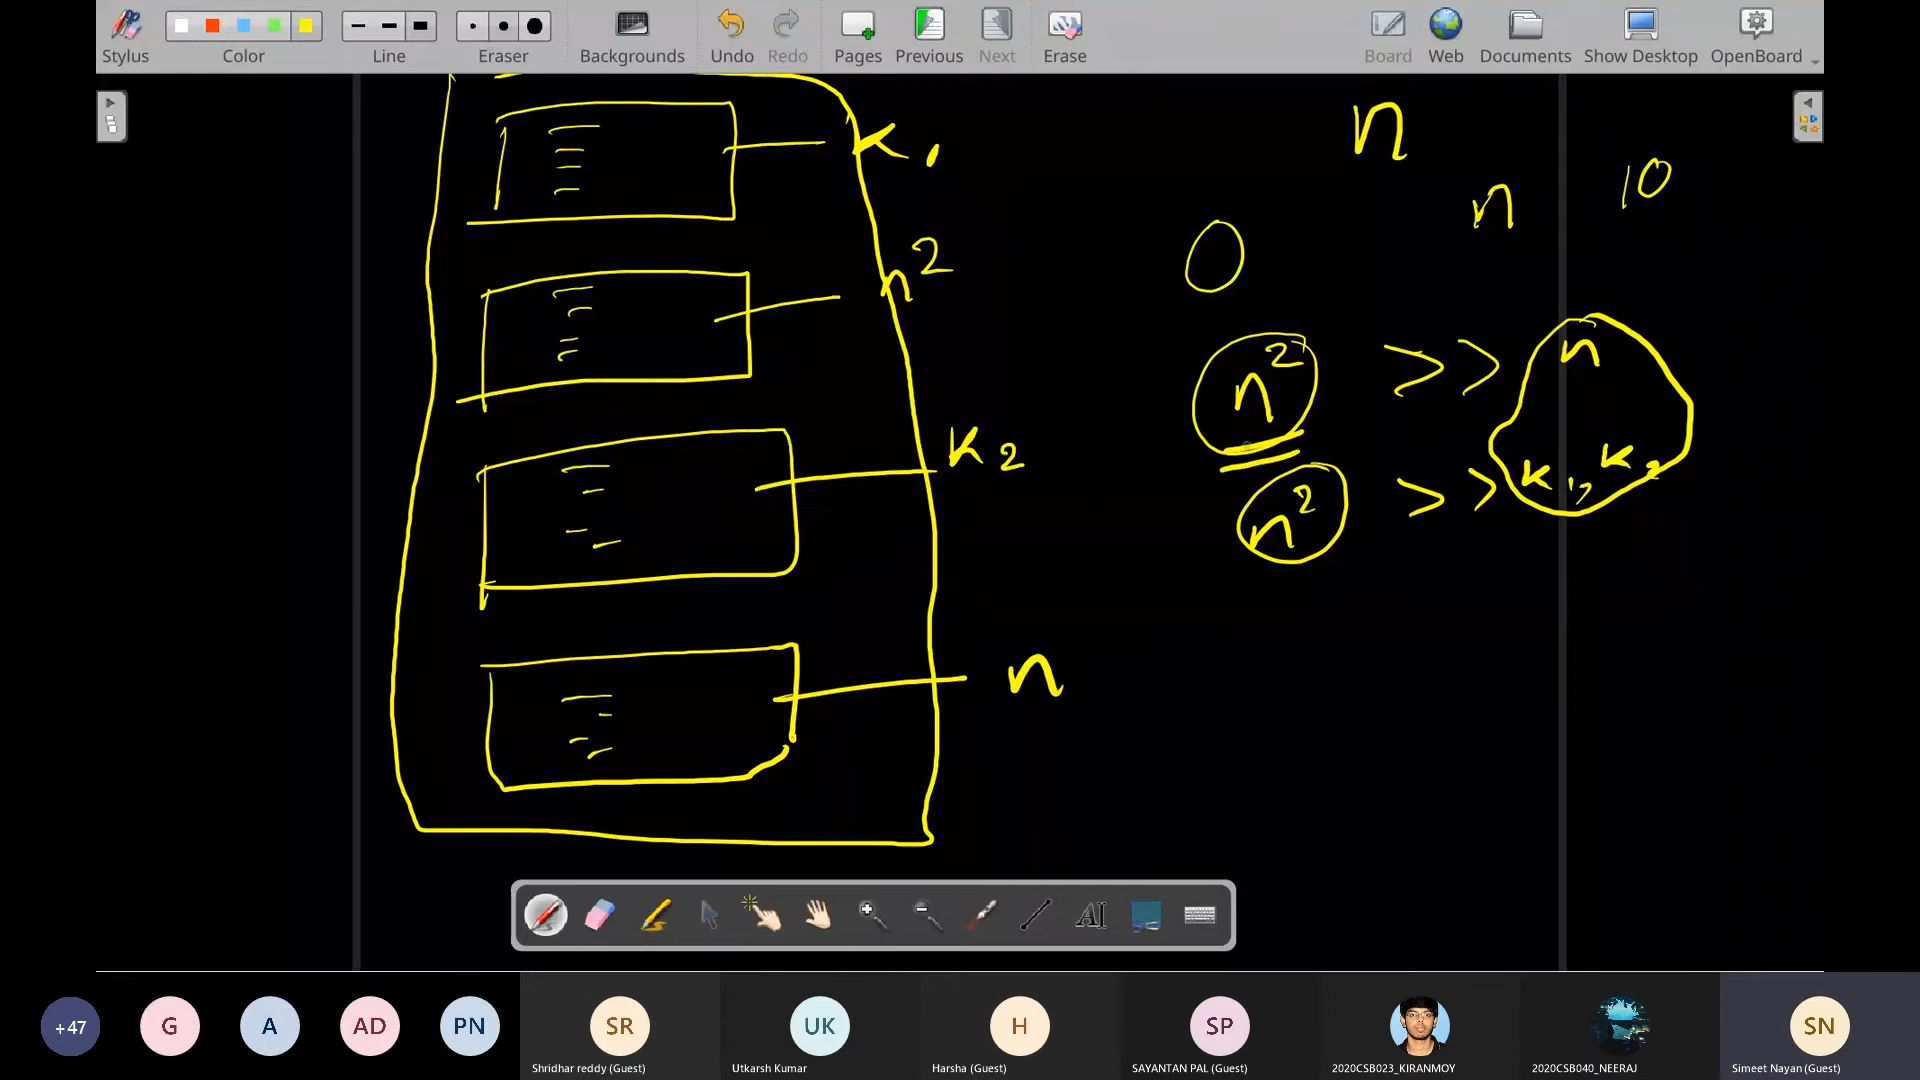 Stylus Color Line Eraser Backgrounds Undo Redo Pages Previous Next Erase Board Web Documents Show Desktop OpenBoard
K1
n²
K2
n
n
n 10
0
n² >> n
n² >> K1, K2
AI
+47 G A AD PN SR UK H SP SN
Shridhar reddy (Guest) Utkarsh Kumar Harsha (Guest) SAYANTAN PAL (Guest) 2020CSB023_KIRANMOY 2020CSB040_NEERAJ Simeet Nayan (Guest)